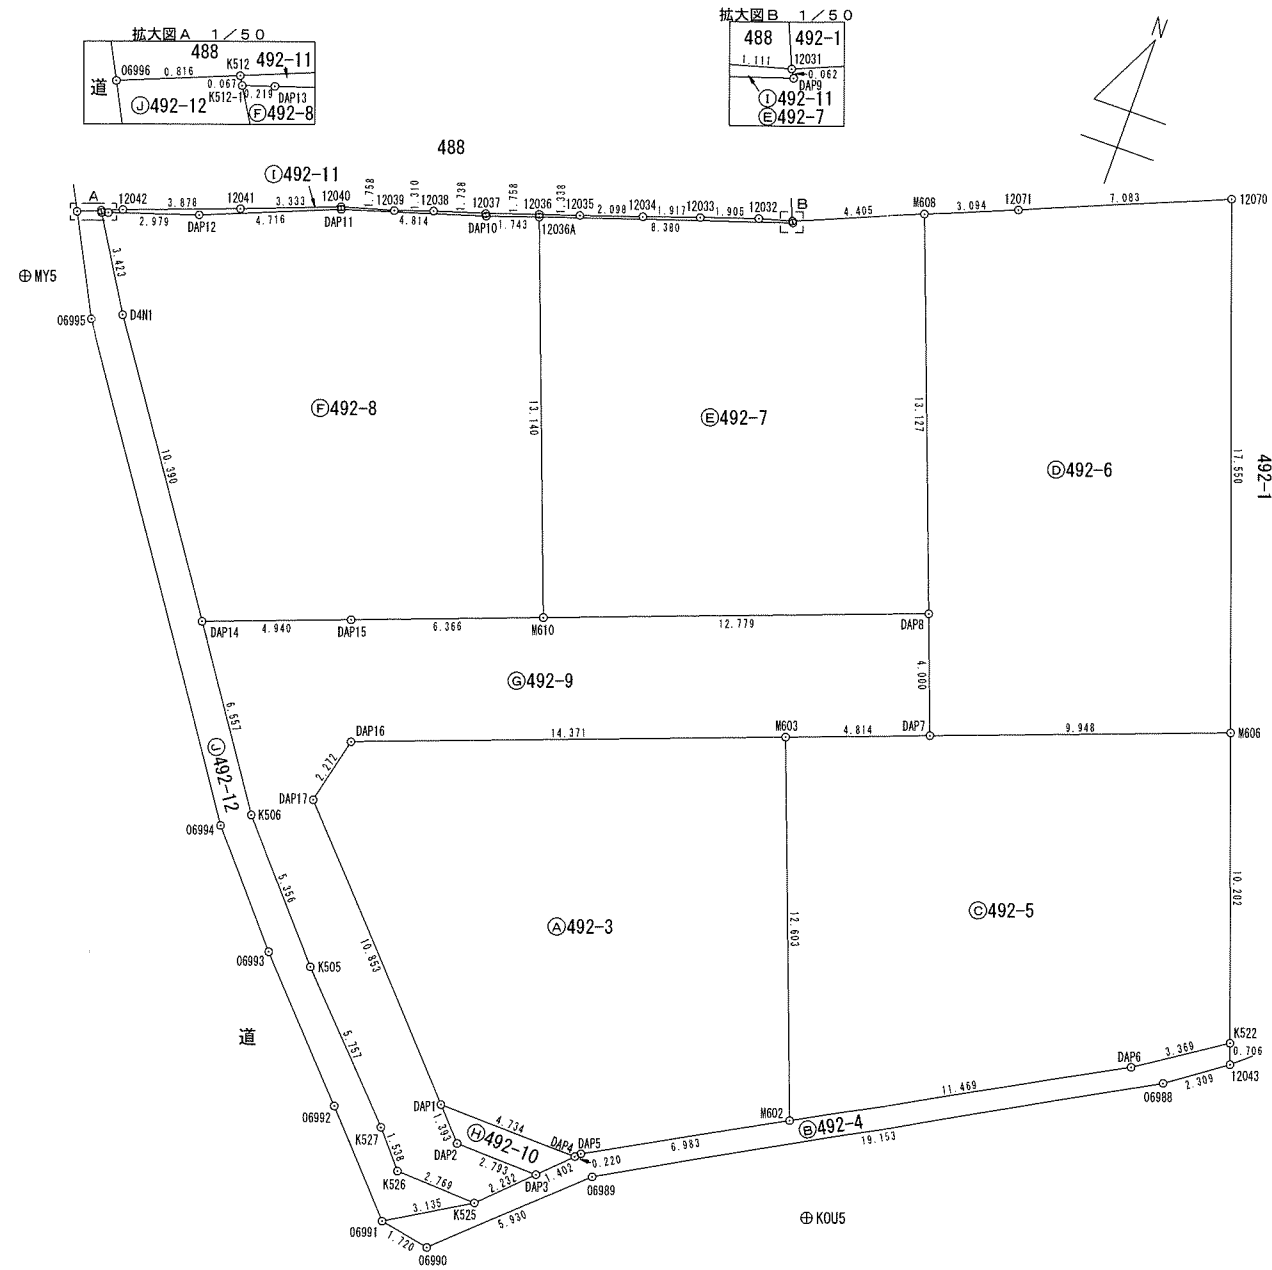 拡大図A 1/50
488
492-11
K512
06996
0.816
道
0.067
K512-1
0.219
DAP13
Ⓙ492-12
Ⓕ492-8
拡大図B 1/50
488
492-1
1.111
12031
0.062
DAP9
Ⓘ492-11
Ⓔ492-7
N
488
Ⓘ492-11
A
12042
3.878
12041
3.333
12040
1.758
12039
1.310
12038
1.738
12037
1.758
12036
1.338
12035
2.098
12034
1.917
12033
1.905
12032
B
4.405
M608
3.094
12071
7.083
12070
2.979
DAP12
4.716
DAP11
4.814
DAP10
1.743
12036A
8.380
MY5
3.423
06995
D4N1
Ⓕ492-8
Ⓔ492-7
Ⓓ492-6
10.390
13.140
13.127
17.550
492-1
DAP14
4.940
DAP15
6.366
M610
12.779
DAP8
Ⓖ492-9
4.000
6.557
DAP16
14.371
M603
4.814
DAP7
9.948
M606
2.272
DAP17
Ⓙ492-12
K506
06994
5.356
10.853
Ⓐ492-3
12.603
Ⓒ492-5
10.202
06993
K505
道
5.757
K522
0.706
3.369
DAP6
12043
2.309
06988
11.469
DAP1
4.734
06992
1.393
M602
Ⓑ492-4
K527
Ⓗ492-10
DAP4
DAP5
6.983
19.153
1.538
DAP2
2.793
1.402
0.220
K526
2.769
2.232
DAP3
06989
3.135
K525
06991
5.930
KOU5
1.720
06990